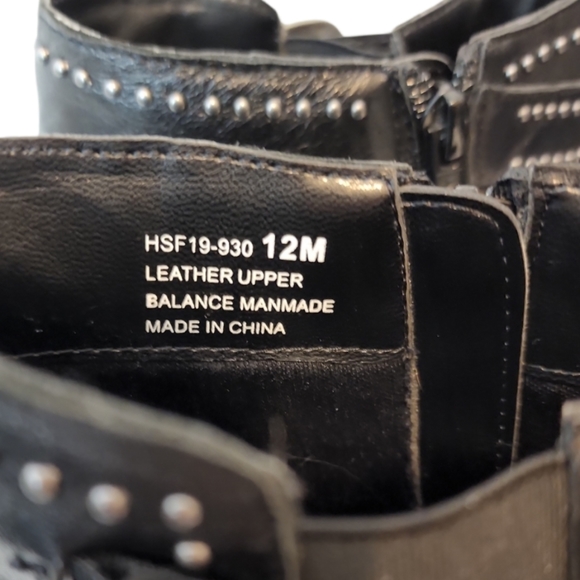 HSF19-930 12M
LEATHER UPPER
BALANCE MANMADE
MADE IN CHINA